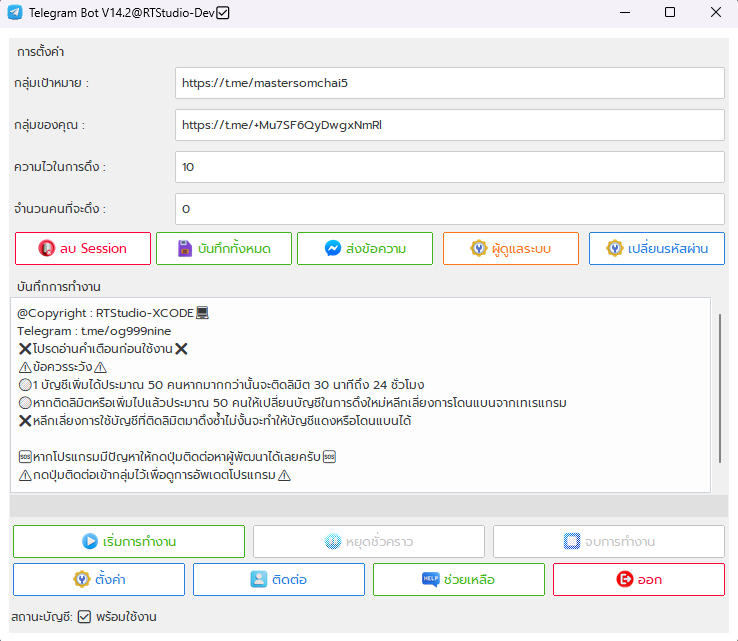 Telegram Bot V14.2@RTStudio-Dev☑
การตั้งค่า
กลุ่มเป้าหมาย : https://t.me/mastersomchai5
กลุ่มของคุณ : https://t.me/+Mu7SF6QyDwgxNmRl
ความไวในการดึง : 10
จำนวนคนที่จะดึง : 0
ลบ Session บันทึกทั้งหมด ส่งข้อความ ผู้ดูแลระบบ เปลี่ยนรหัสผ่าน
บันทึกการทำงาน
@Copyright : RTStudio-XCODE💻
Telegram : t.me/og999nine
❌โปรดอ่านคำเตือนก่อนใช้งาน❌
⚠ข้อควรระวัง⚠
🟡1 บัญชีเพิ่มได้ประมาณ 50 คนหากมากกว่านั้นจะติดลิมิต 30 นาทีถึง 24 ชั่วโมง
🟡หากติดลิมิตหรือเพิ่มไปแล้วประมาณ 50 คนให้เปลี่ยนบัญชีในการดึงใหม่หลีกเลี่ยงการโดนแบนจากเทเรแกรม
❌หลีกเลี่ยงการใช้บัญชีที่ติดลิมิตมาดึงซ้ำไม่งั้นจะทำให้บัญชีแดงหรือโดนแบนได้
🆘หากโปรแกรมมีปัญหาให้กดปุ่มติดต่อหาผู้พัฒนาได้เลยครับ🆘
⚠กดปุ่มติดต่อเข้ากลุ่มไว้เพื่อดูการอัพเดตโปรแกรม⚠
เริ่มการทำงาน หยุดชั่วคราว จบการทำงาน
ตั้งค่า ติดต่อ HELP ช่วยเหลือ ออก
สถานะบัญชี: ☑ พร้อมใช้งาน